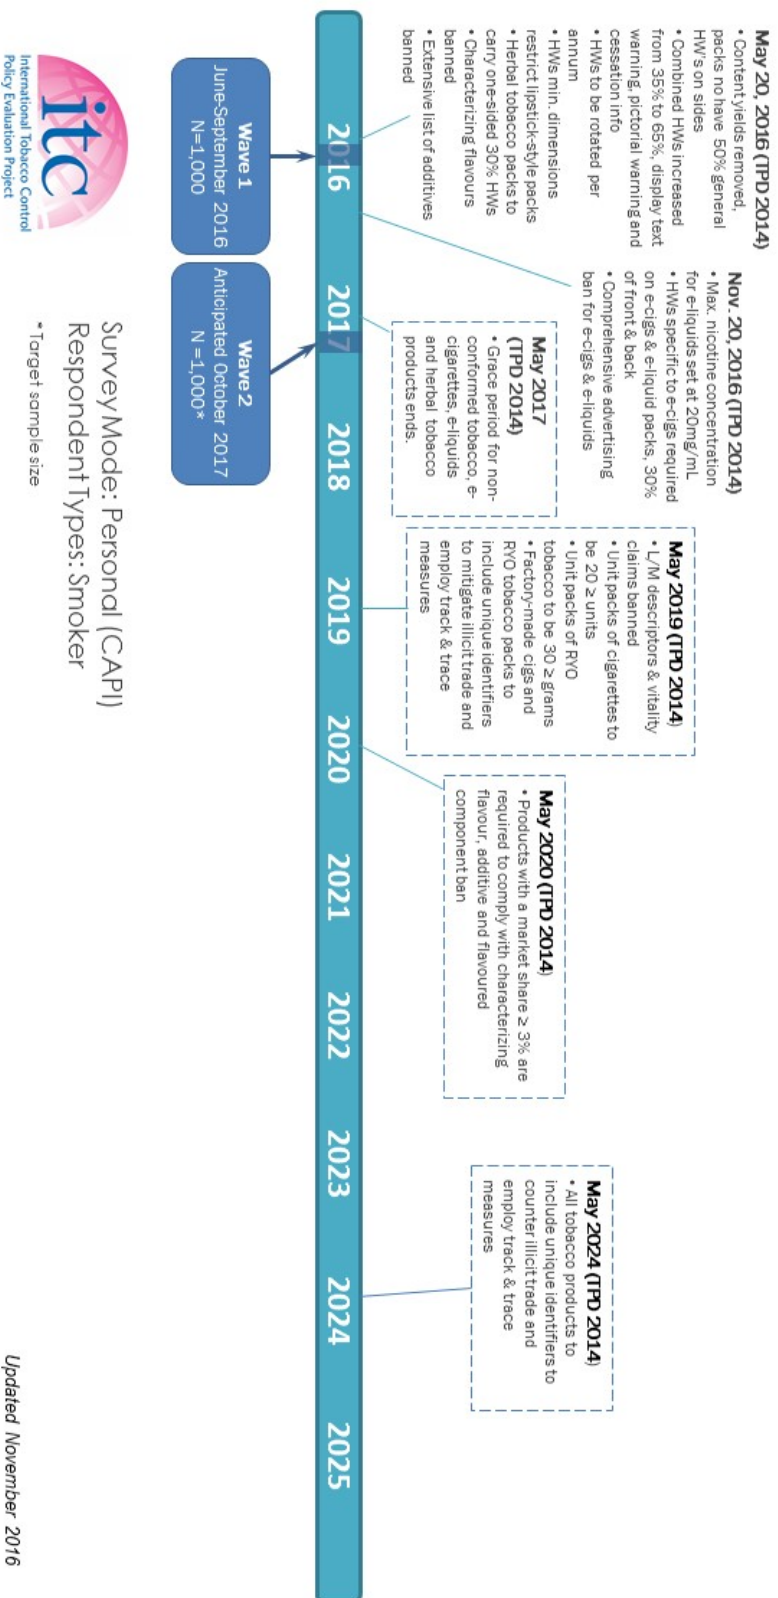 May 20, 2016 (TPD 2014)
• Content yields removed,
packs no have 50% general
HW's on sides
• Combined HWs increased
from 35% to 65%, display text
warning, pictorial warning and
cessation info
• HWs to be rotated per
annum
• HWs min. dimensions
restrict lipstick-style packs
• Herbal tobacco packs to
carry one-sided 30% HWs
• Characterizing flavours
banned
• Extensive list of additives
banned
Nov. 20, 2016 (TPD 2014)
• Max. nicotine concentration
for e-liquids set at 20mg/mL
• HWs specific to e-cigs required
on e-cigs & e-liquid packs, 30%
of front & back
• Comprehensive advertising
ban for e-cigs & e-liquids
May 2017
(TPD 2014)
• Grace period for non-
conformed tobacco, e-
cigarettes, e-liquids
and herbal tobacco
products ends.
May 2019 (TPD 2014)
• L/M descriptors & vitality
claims banned
• Unit packs of cigarettes to
be 20 ≥ units
• Unit packs of RYO
tobacco to be 30 ≥ grams
• Factory-made cigs and
RYO tobacco packs to
include unique identifiers
to mitigate illicit trade and
employ track & trace
measures
May 2020 (TPD 2014)
• Products with a market share ≥ 3% are
required to comply with characterizing
flavour, additive and flavoured
component ban
May 2024 (TPD 2014)
• All tobacco products to
include unique identifiers to
counter illicit trade and
employ track & trace
measures
2016 2017 2018 2019 2020 2021 2022 2023 2024 2025
Wave 1
June-September 2016
N=1,000
Wave 2
Anticipated October 2017
N =1,000*
Survey Mode: Personal (CAPI)
Respondent Types: Smoker
*Target sample size
itc
International Tobacco Control
Policy Evaluation Project
Updated November 2016